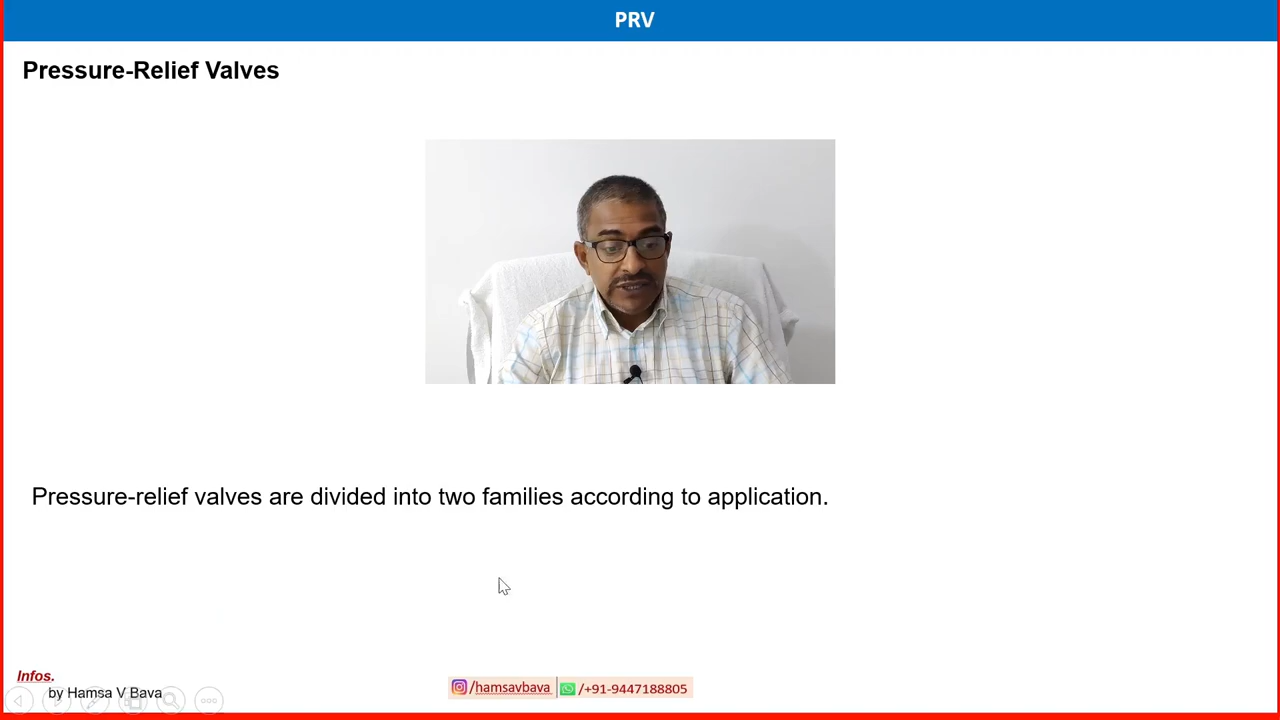 PRV
Pressure-Relief Valves
Pressure-relief valves are divided into two families according to application.
Infos.
by Hamsa V Bava
/hamsavbava
/+91-9447188805